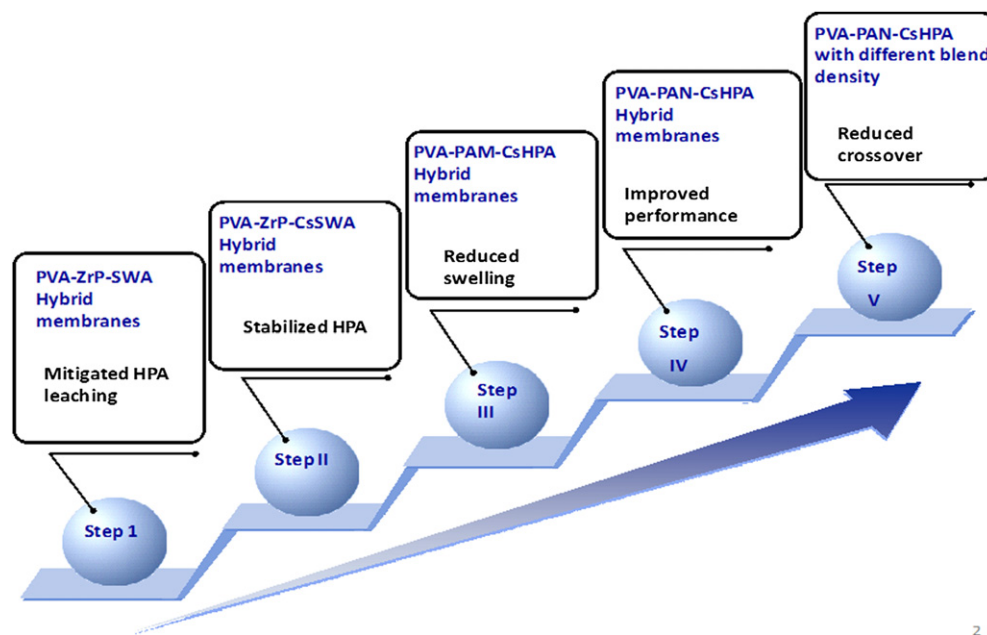 PVA-ZrP-SWA
Hybrid
membranes
Mitigated HPA
leaching
Step 1
PVA-ZrP-CsSWA
Hybrid
membranes
Stabilized HPA
Step II
PVA-PAM-CsHPA
Hybrid
membranes
Reduced
swelling
Step
III
PVA-PAN-CsHPA
Hybrid
membranes
Improved
performance
Step
IV
PVA-PAN-CsHPA
with different blend
density
Reduced
crossover
Step
V
2